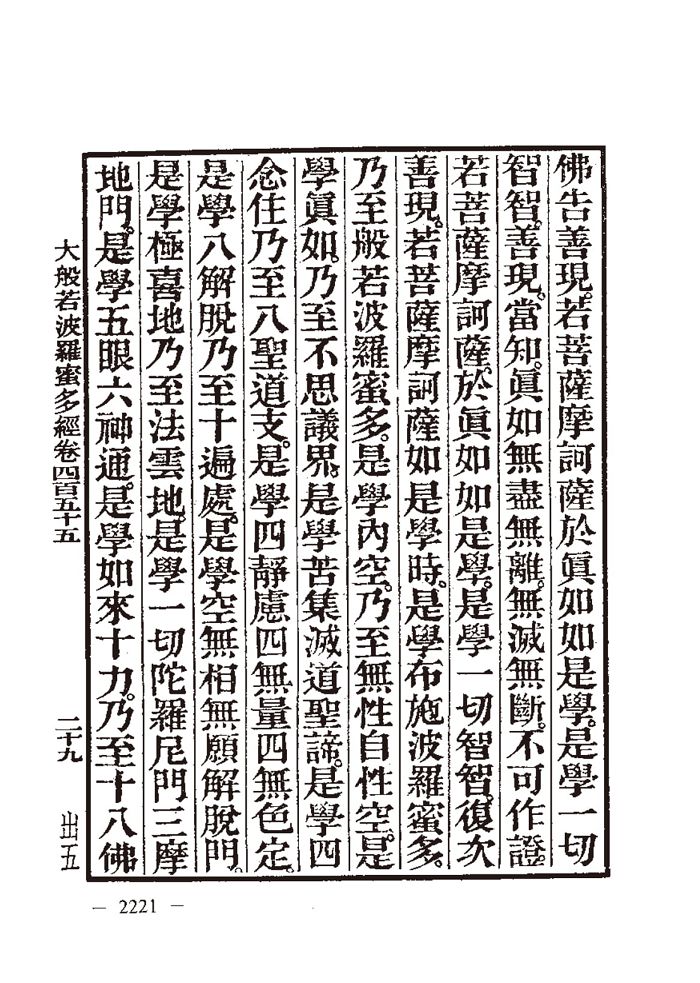 佛告善現。若菩薩摩訶薩於眞如如是學。是學一切
智智。善現。當知。眞如無盡無離。無滅無斷。不可作證。
若菩薩摩訶薩。於眞如如是學。是學一切智智。復次
善現。若菩薩摩訶薩如是學時。是學布施波羅蜜多。
乃至般若波羅蜜多。是學內空。乃至無性自性空。是
學眞如。乃至不思議界。是學苦集滅道聖諦。是學四
念住乃至八聖道支。是學四靜慮四無量四無色定。
是學八解脫乃至十遍處。是學空無相無願解脫門。
是學極喜地乃至法雲地。是學一切陀羅尼門三摩
地門。是學五眼六神通。是學如來十力。乃至十八佛
大般若波羅蜜多經卷四百五十五 二十九 出五
— 2221 —